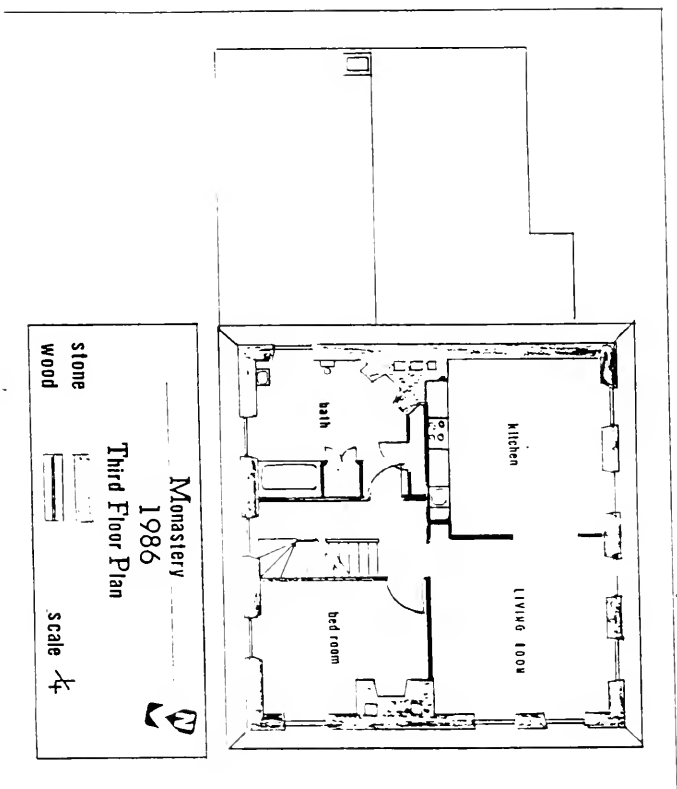 kitchen
LIVING ROOM
bath
bed room
Monastery
1986
Third Floor Plan
stone
wood
scale
N